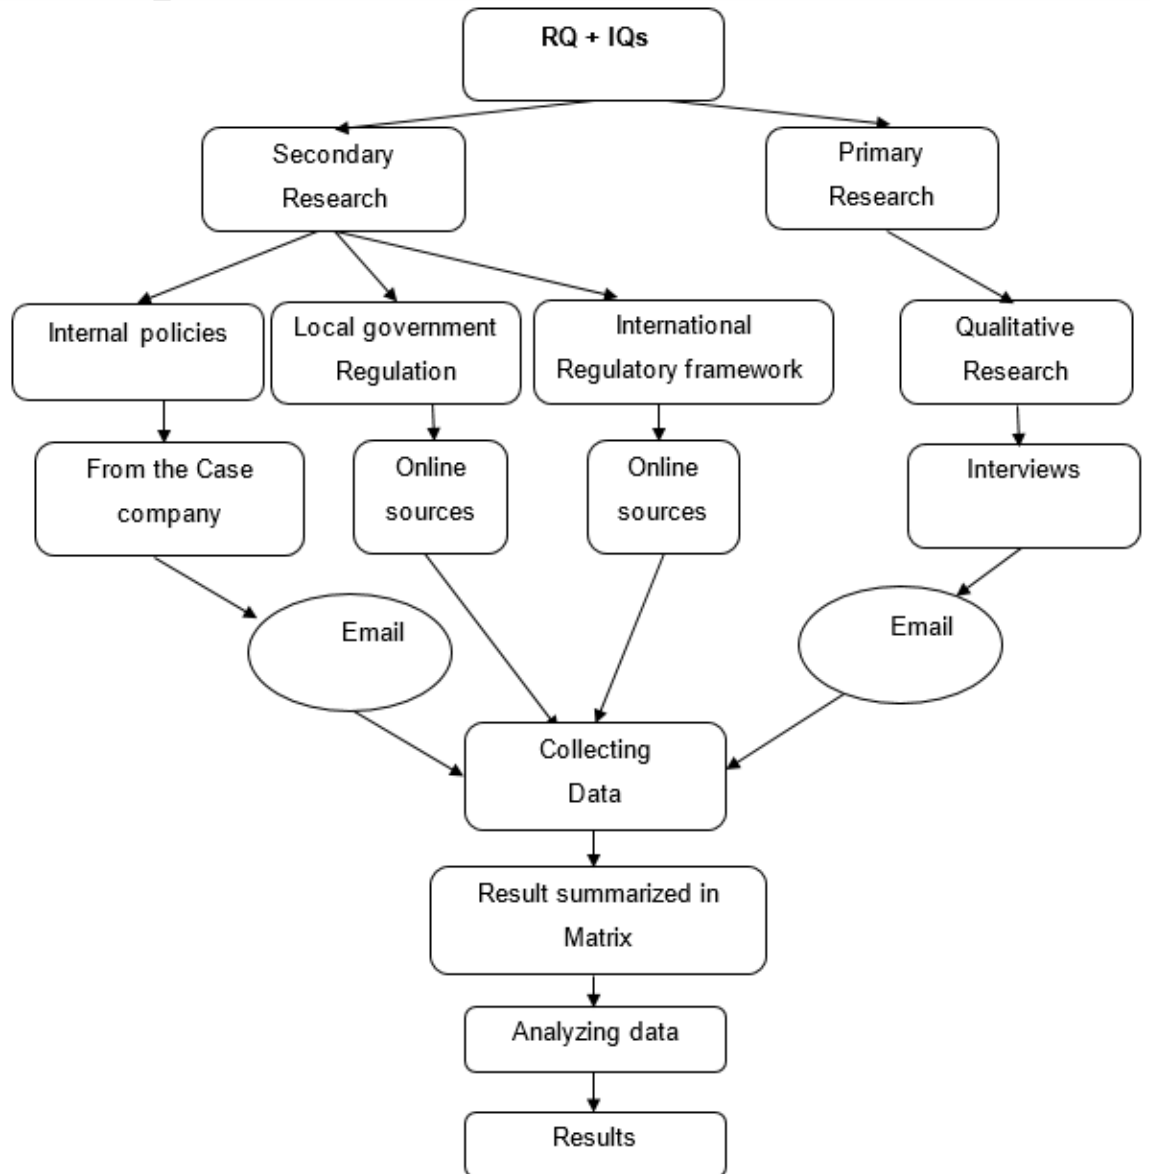 RQ + IQs
Secondary
Research
Primary
Research
Internal policies
Local government
Regulation
International
Regulatory framework
Qualitative
Research
From the Case
company
Online
sources
Online
sources
Interviews
Email
Email
Collecting
Data
Result summarized in
Matrix
Analyzing data
Results